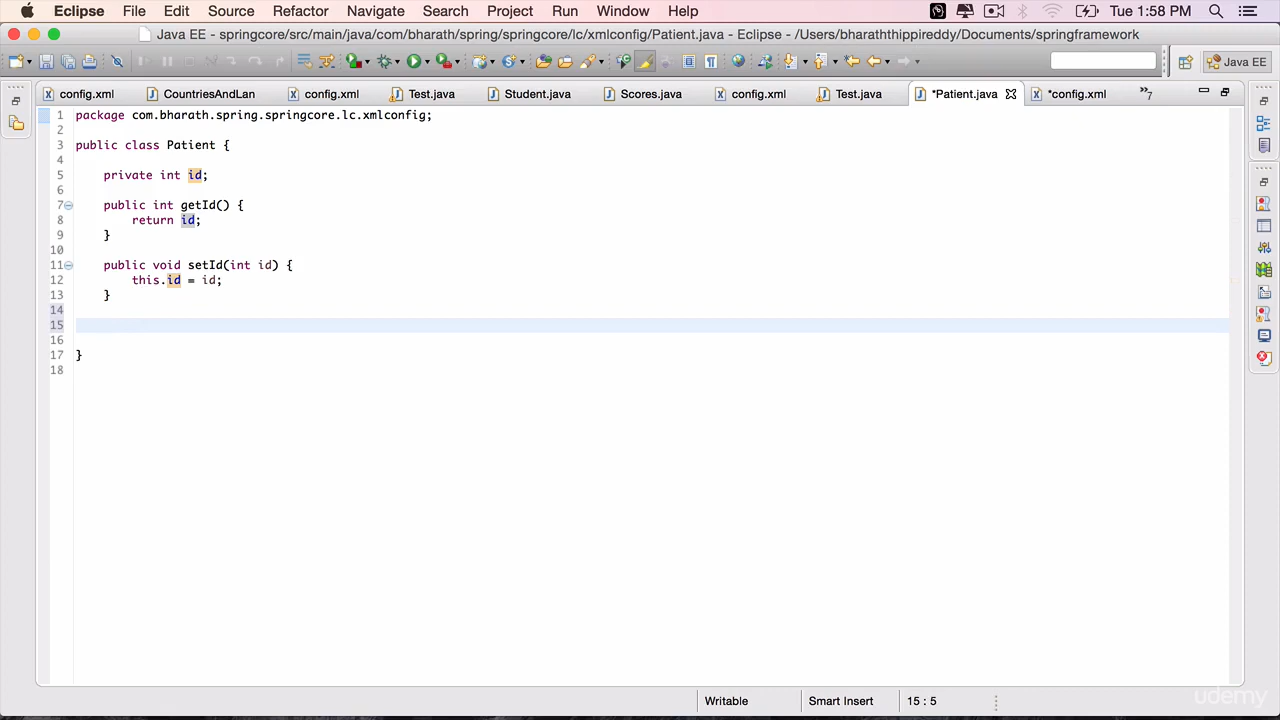 Eclipse File Edit Source Refactor Navigate Search Project Run Window Help Tue 1:58 PM
Java EE - springcore/src/main/java/com/bharath/spring/springcore/lc/xmlconfig/Patient.java - Eclipse - /Users/bharaththippireddy/Documents/springframework
Java EE
config.xml CountriesAndLan config.xml Test.java Student.java Scores.java config.xml Test.java *Patient.java *config.xml »7
1 package com.bharath.spring.springcore.lc.xmlconfig;
2
3 public class Patient {
4
5 private int id;
6
7 public int getId() {
8 return id;
9 }
10
11 public void setId(int id) {
12 this.id = id;
13 }
14
15
16
17 }
18
Writable Smart Insert 15 : 5
udemy